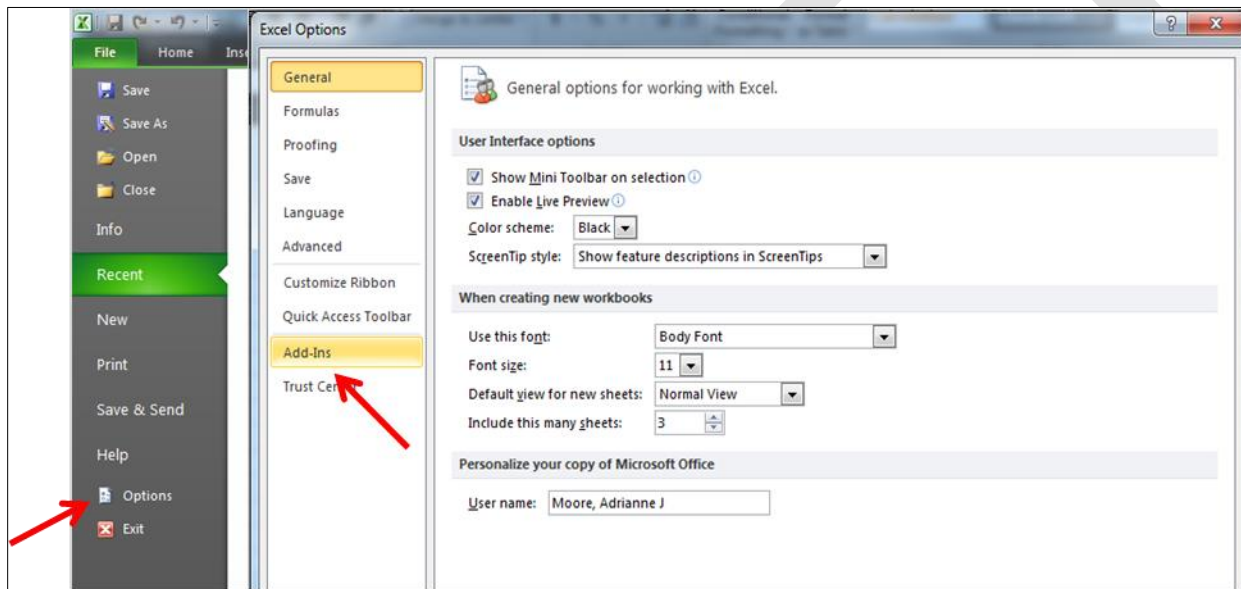 Excel Options
File Home Inse
Save
Save As
Open
Close
Info
Recent
New
Print
Save & Send
Help
Options
Exit
General
Formulas
Proofing
Save
Language
Advanced
Customize Ribbon
Quick Access Toolbar
Add-Ins
Trust Cen
General options for working with Excel.
User Interface options
Show Mini Toolbar on selection
Enable Live Preview
Color scheme: Black
ScreenTip style: Show feature descriptions in ScreenTips
When creating new workbooks
Use this font: Body Font
Font size: 11
Default view for new sheets: Normal View
Include this many sheets: 3
Personalize your copy of Microsoft Office
User name: Moore, Adrianne J